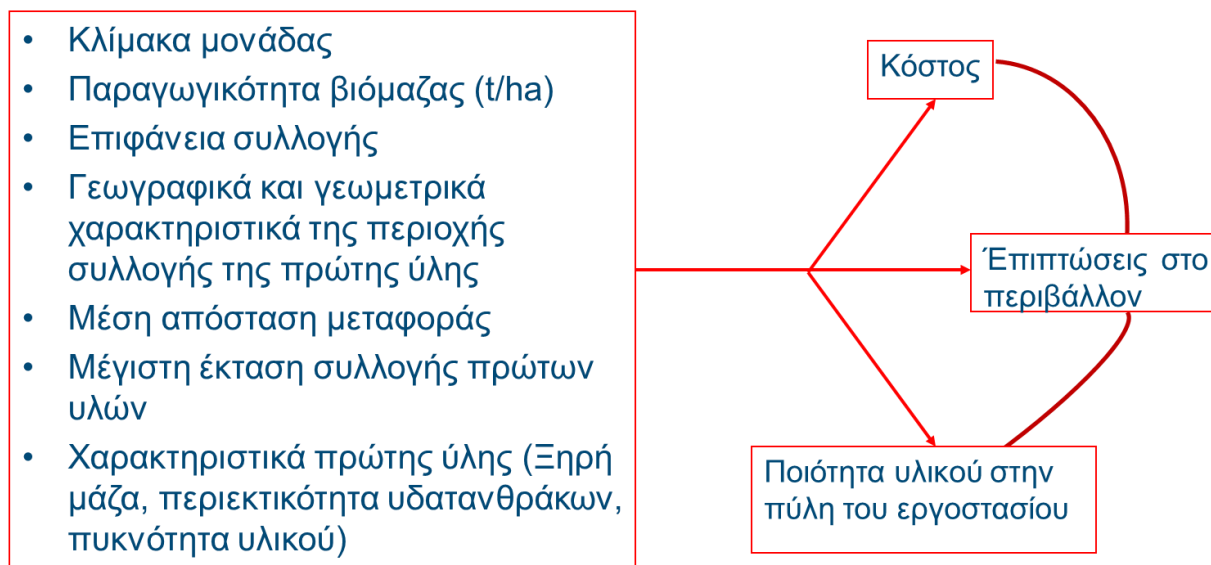 • Κλίμακα μονάδας
• Παραγωγικότητα βιόμαζας (t/ha)
• Επιφάνεια συλλογής
• Γεωγραφικά και γεωμετρικά
χαρακτηριστικά της περιοχής
συλλογής της πρώτης ύλης
• Μέση απόσταση μεταφοράς
• Μέγιστη έκταση συλλογής πρώτων
υλών
• Χαρακτηριστικά πρώτης ύλης (Ξηρή
μάζα, περιεκτικότητα υδατανθράκων,
πυκνότητα υλικού)
Κόστος
Έπιπτώσεις στο
περιβάλλον
Ποιότητα υλικού στην
πύλη του εργοστασίου